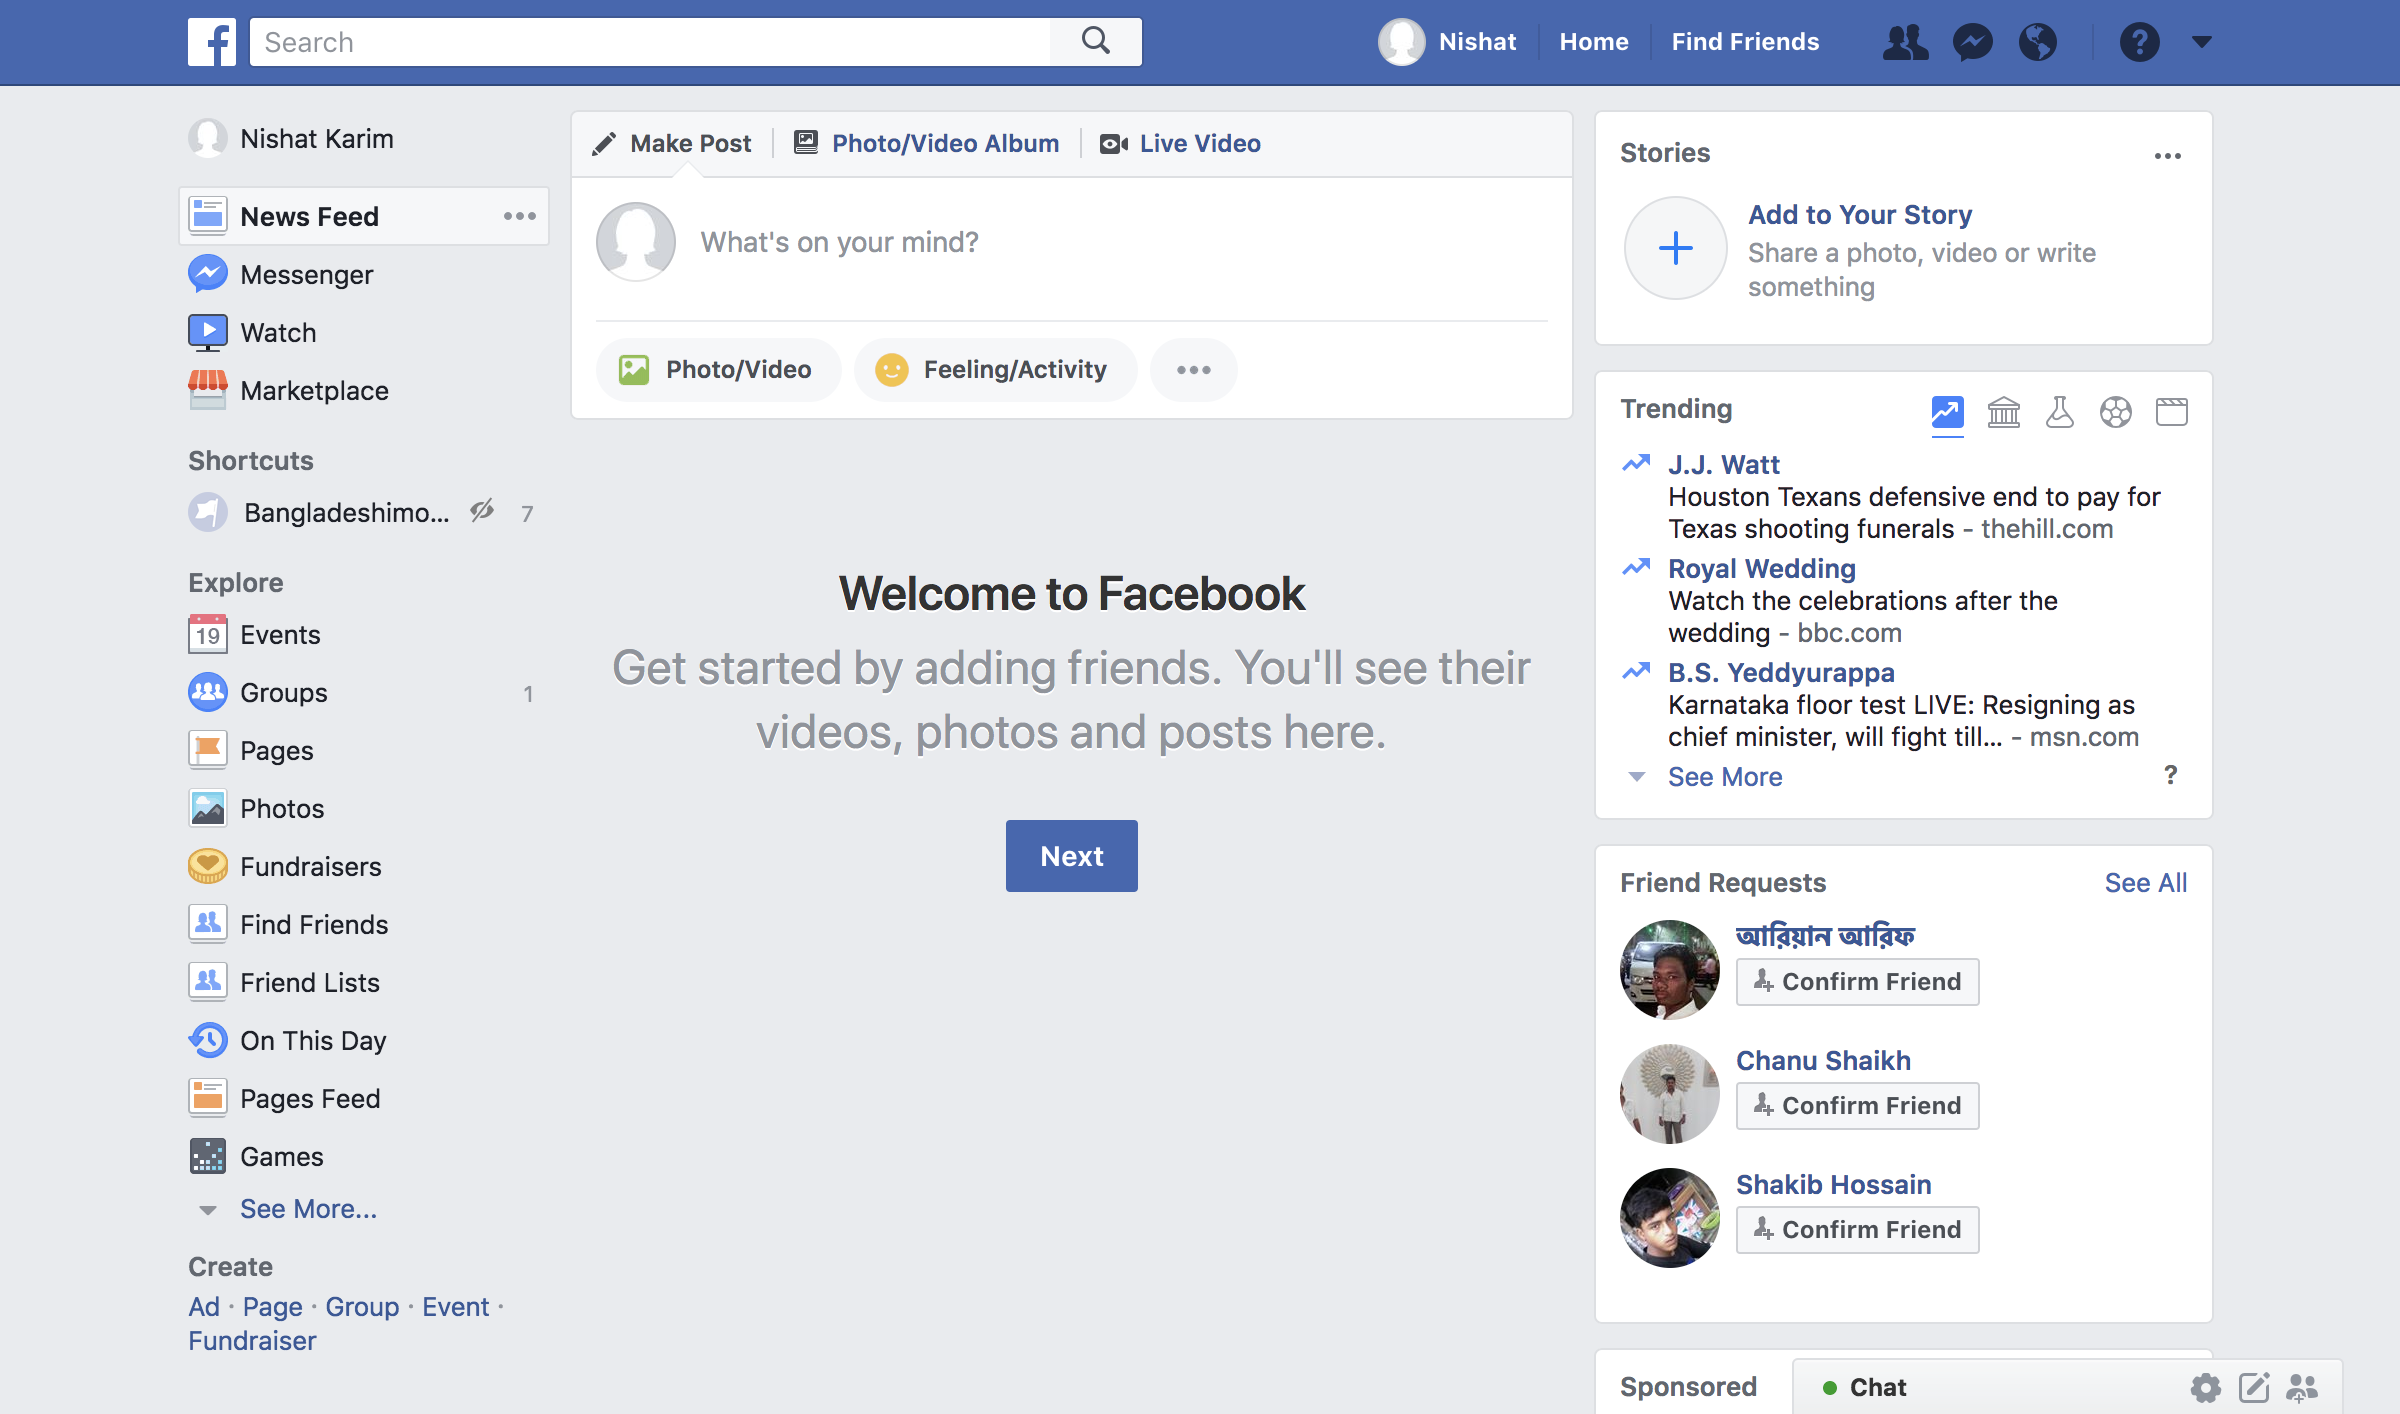 Search
Nishat
Home
Find Friends
Nishat Karim
News Feed
Messenger
Watch
Marketplace
Shortcuts
Bangladeshimo... 7
Explore
19 Events
Groups 1
Pages
Photos
Fundraisers
Find Friends
Friend Lists
On This Day
Pages Feed
Games
See More...
Create
Ad · Page · Group · Event ·
Fundraiser
Make Post
Photo/Video Album
Live Video
What's on your mind?
Photo/Video
Feeling/Activity
Welcome to Facebook
Get started by adding friends. You'll see their
videos, photos and posts here.
Next
Stories
Add to Your Story
Share a photo, video or write
something
Trending
J.J. Watt
Houston Texans defensive end to pay for
Texas shooting funerals - thehill.com
Royal Wedding
Watch the celebrations after the
wedding - bbc.com
B.S. Yeddyurappa
Karnataka floor test LIVE: Resigning as
chief minister, will fight till... - msn.com
See More ?
Friend Requests See All
আরিয়ান আরিফ
Confirm Friend
Chanu Shaikh
Confirm Friend
Shakib Hossain
Confirm Friend
Sponsored
Chat